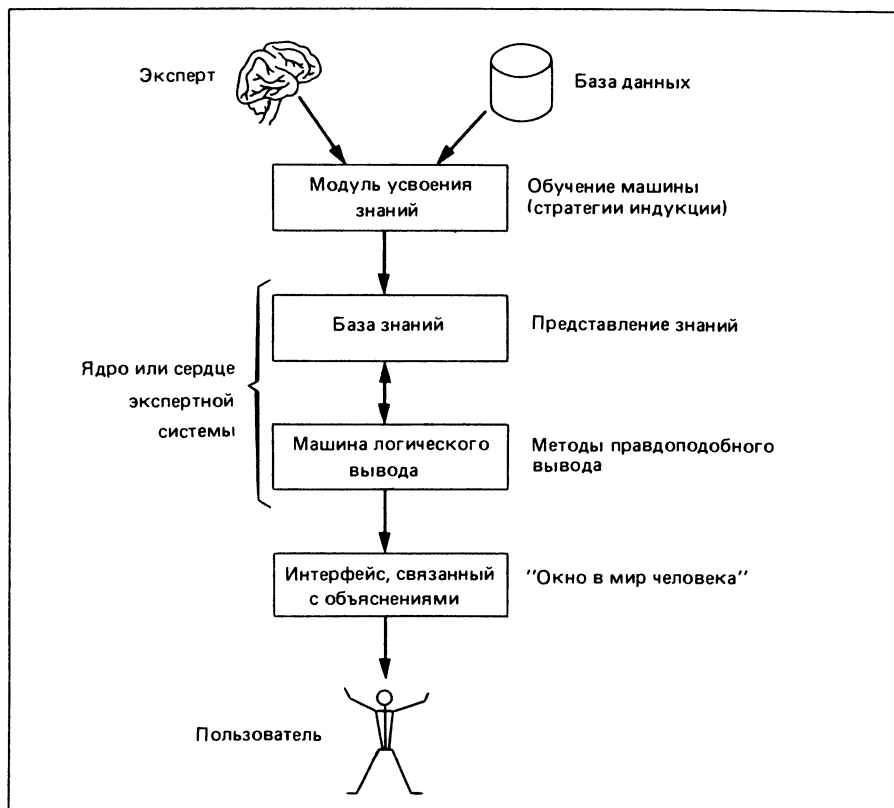 Эксперт
База данных
Модуль усвоения
знаний
Обучение машины
(стратегии индукции)
База знаний
Представление знаний
Ядро или сердце
экспертной
системы
Машина логического
вывода
Методы правдоподобного
вывода
Интерфейс, связанный
с объяснениями
"Окно в мир человека"
Пользователь